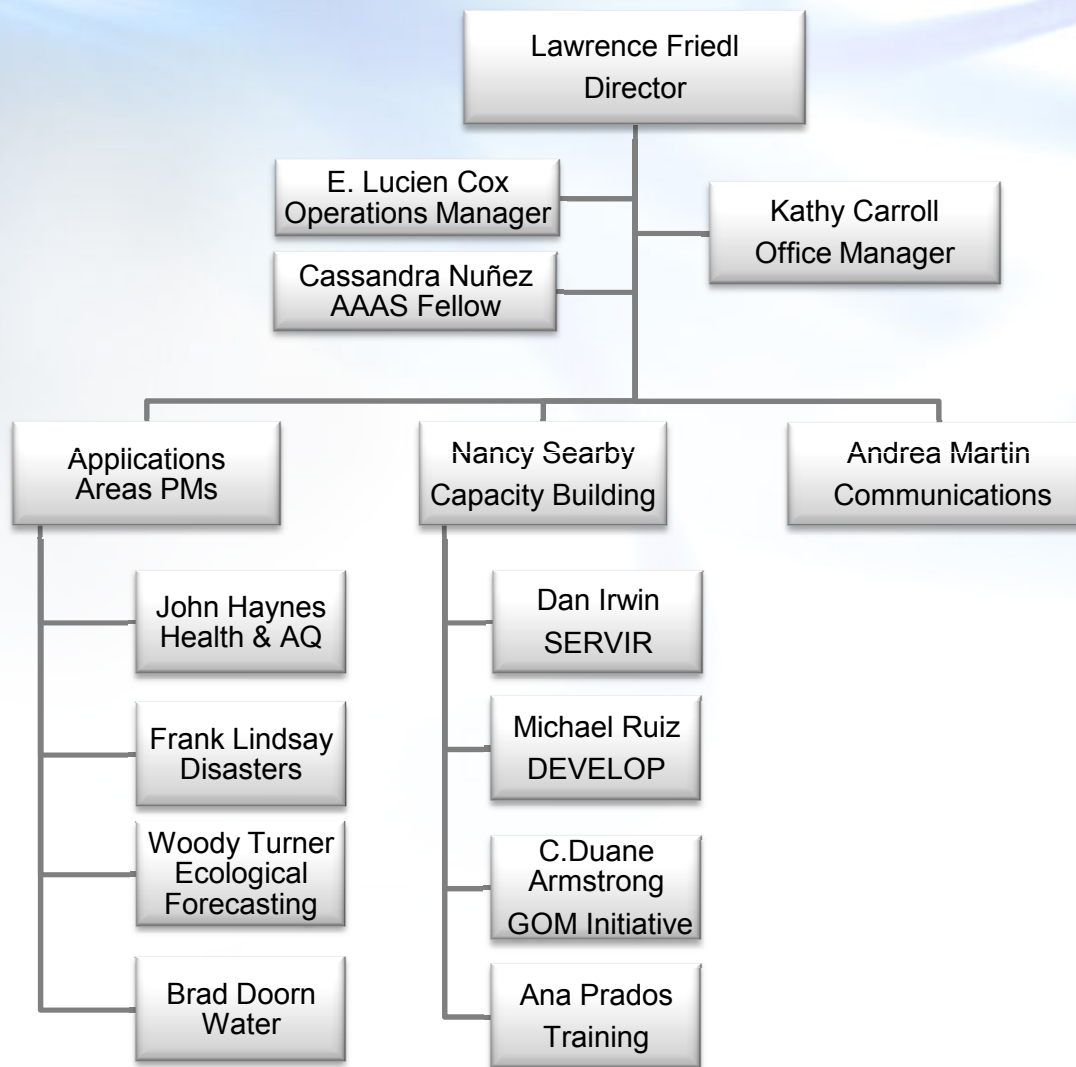 Lawrence Friedl
Director
E. Lucien Cox
Operations Manager
Kathy Carroll
Office Manager
Cassandra Nuñez
AAAS Fellow
Applications
Areas PMs
Nancy Searby
Capacity Building
Andrea Martin
Communications
John Haynes
Health & AQ
Frank Lindsay
Disasters
Woody Turner
Ecological
Forecasting
Brad Doorn
Water
Dan Irwin
SERVIR
Michael Ruiz
DEVELOP
C.Duane
Armstrong
GOM Initiative
Ana Prados
Training